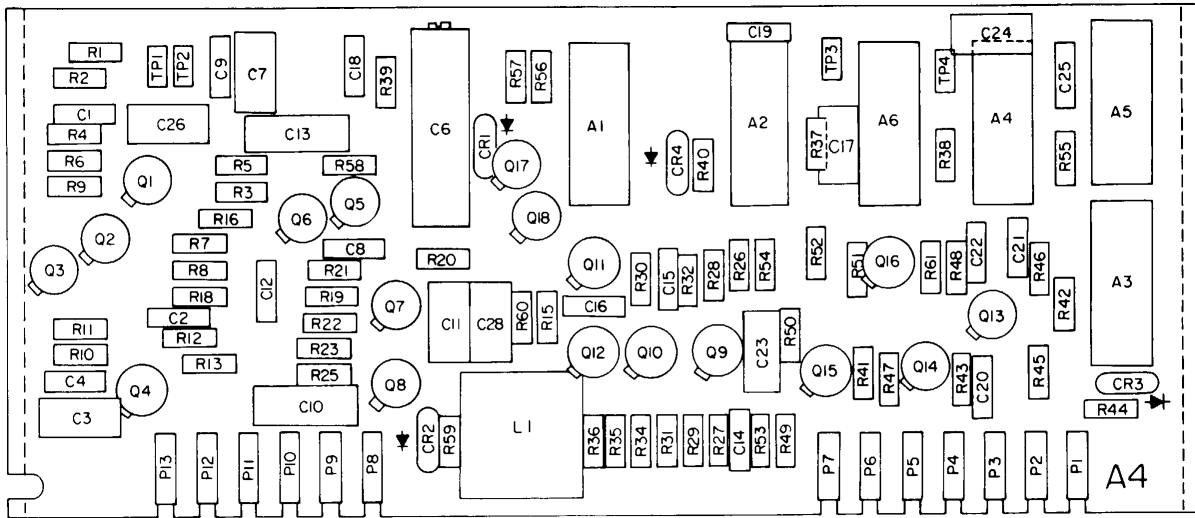 R1
R2
TP1
TP2
C9
C7
C18
R39
C6
R57
R56
A1
C19
A2
TP3
A6
TP4
C24
A4
C25
A5
C1
R4
C26
C13
R6
R9
Q1
R5
R58
R3
Q5
R16
Q6
CR1
Q17
Q18
CR4
R40
R37
C17
R38
R55
Q2
Q3
R7
R8
R18
C2
R12
R13
C12
C8
R21
R19
R22
R23
R25
C10
R20
Q7
C11
C28
R60
R15
Q11
C16
R30
C15
R32
R28
R26
R54
R52
R51
Q16
R61
R48
C22
C21
R46
R42
A3
Q13
R11
R10
C4
C3
Q4
Q8
Q12
Q10
Q9
C23
R50
Q15
R41
R47
Q14
R43
C20
R45
CR3
R44
CR2
R59
L1
R36
R35
R34
R31
R29
R27
C14
R53
R49
P13
P12
P11
P10
P9
P8
P7
P6
P5
P4
P3
P2
P1
A4